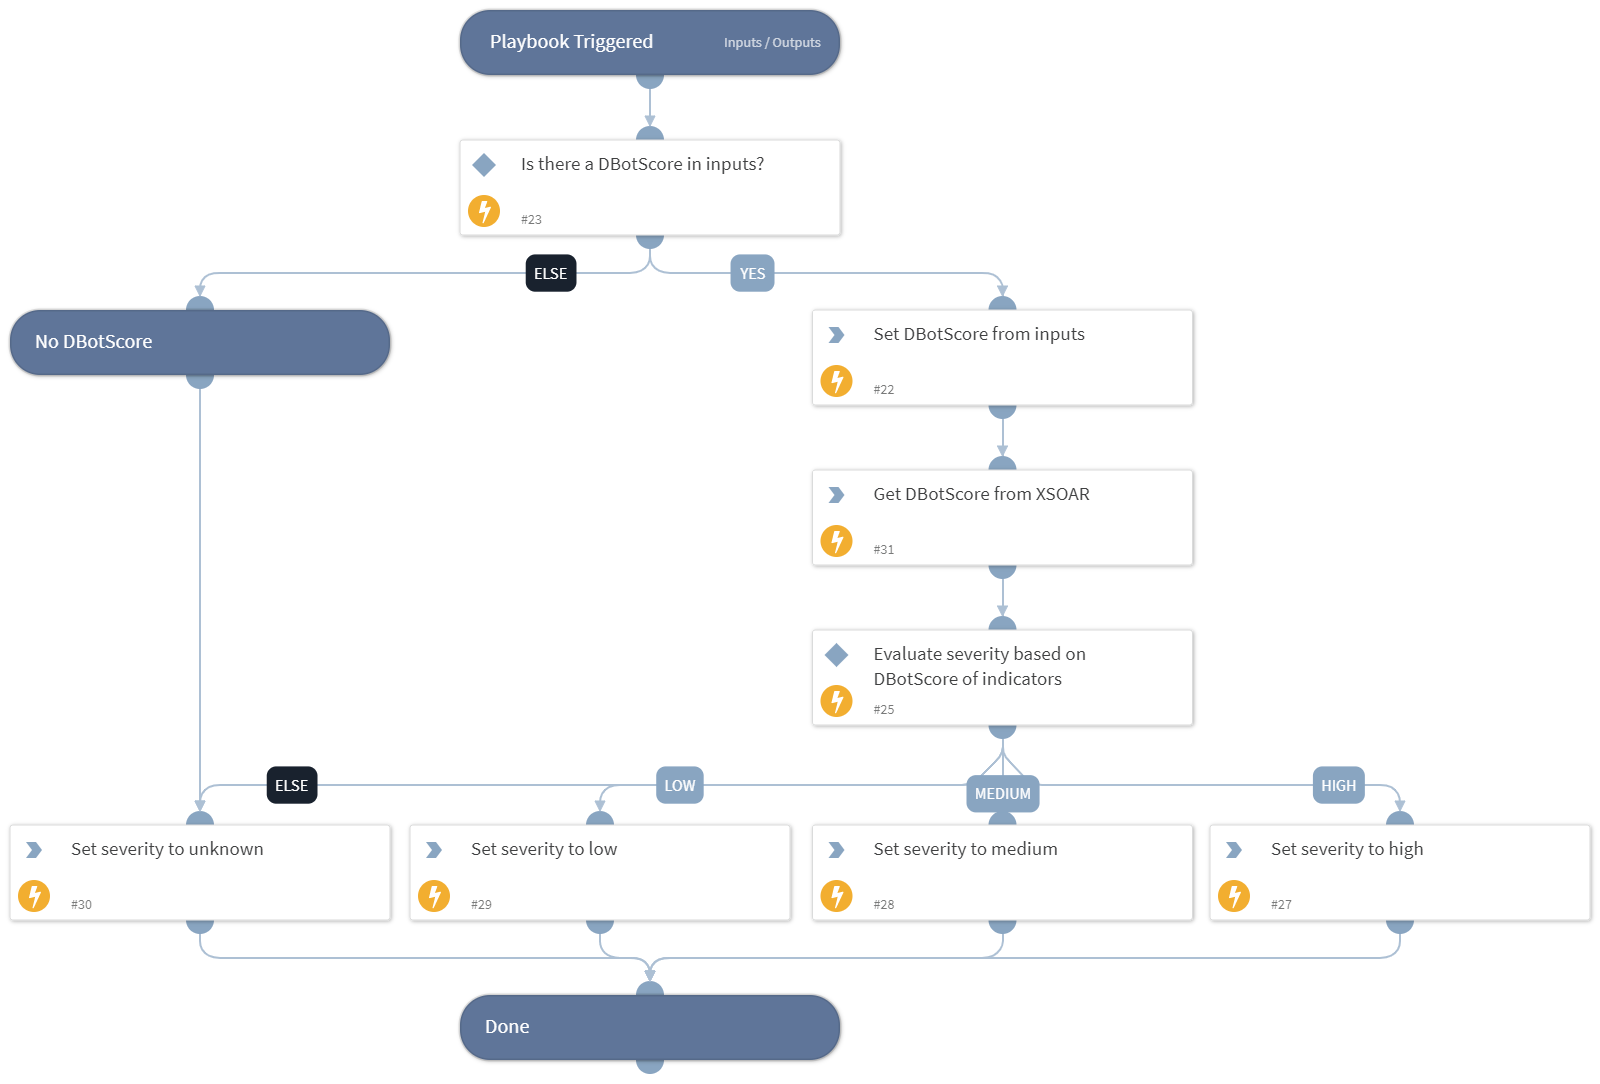 Playbook Triggered
Inputs / Outputs
Is there a DBotScore in inputs?
#23
ELSE
YES
No DBotScore
Set DBotScore from inputs
#22
Get DBotScore from XSOAR
#31
Evaluate severity based on
DBotScore of indicators
#25
ELSE
LOW
MEDIUM
HIGH
Set severity to unknown
#30
Set severity to low
#29
Set severity to medium
#28
Set severity to high
#27
Done